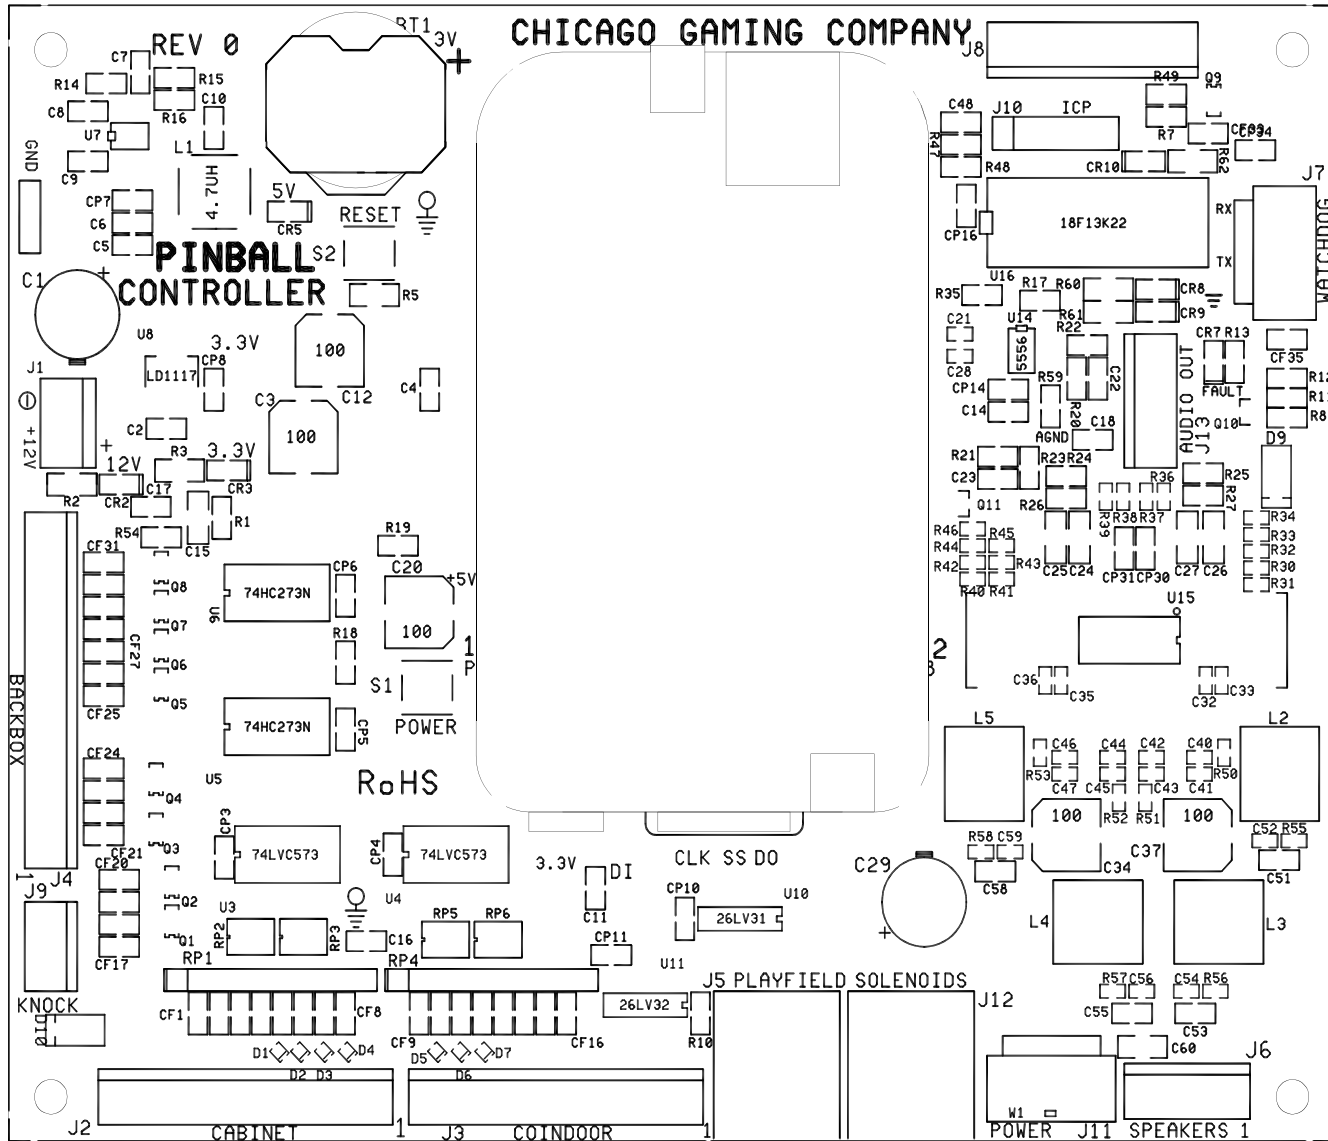 REV 0
BT1
3V
+
CHICAGO GAMING COMPANY
J8
C7
R14
R15
C8
R16
C10
U7
L1
GND
C9
4.7UH
CP7
C6
C5
5V
CR5
RESET
S2
R5
PINBALL
CONTROLLER
C1
+
U8
3.3V
LD1117
CP8
100
C12
C4
J1
+12V
C3
100
C2
+
12V
R3
3.3V
R2
CR2
C17
CR3
R1
R54
C15
R19
CF31
Q8
74HC273N
U6
CP6
C20
+5V
100
Q7
CF27
R18
1
P
Q6
S1
Q5
CF25
74HC273N
CP5
POWER
BACKBOX
CF24
U5
RoHS
Q4
CP3
Q3
CF21
CF20
74LVC573
CP4
74LVC573
1
J4
J9
U3
U4
Q2
RP2
RP3
C16
RP5
RP6
Q1
CF17
RP1
RP4
KNOCK
D10
CF1
CF8
CF9
CF16
D1
D2
D3
D4
D5
D6
D7
J2
CABINET
1
J3
COINDOOR
1
3.3V
DI
C11
CLK SS DO
CP10
26LV31
U10
CP11
U11
26LV32
R10
J5 PLAYFIELD SOLENOIDS
J12
C29
+
R49
Q9
C48
J10
ICP
R7
CP34
R47
R48
CR10
R62
J7
CP16
18F13K22
RX
TX
U16
R35
R17
R60
CR8
R61
CR9
C21
U14
5556
R22
C28
CR7
R13
CF35
CP14
R59
C22
C14
R20
AGND
C18
AUDIO OUT
J13
FAULT
R12
Q10
R8
D9
R21
R23
R24
C23
R26
R36
R25
R27
Q11
R39
R38
R37
R34
R46
R45
R33
R44
R32
R42
R43
R30
R40
R41
R31
C25
C24
CP31
CP30
C27
C26
U15
2
C36
C35
C33
C32
L5
L2
C46
C44
C42
C40
R53
R50
C47
C45
C43
C41
R52
R51
100
100
R58
C59
C52
R55
C34
C37
C58
C51
L4
L3
R57
C56
C54
R56
C55
C53
C60
J6
W1
POWER
J11
SPEAKERS 1